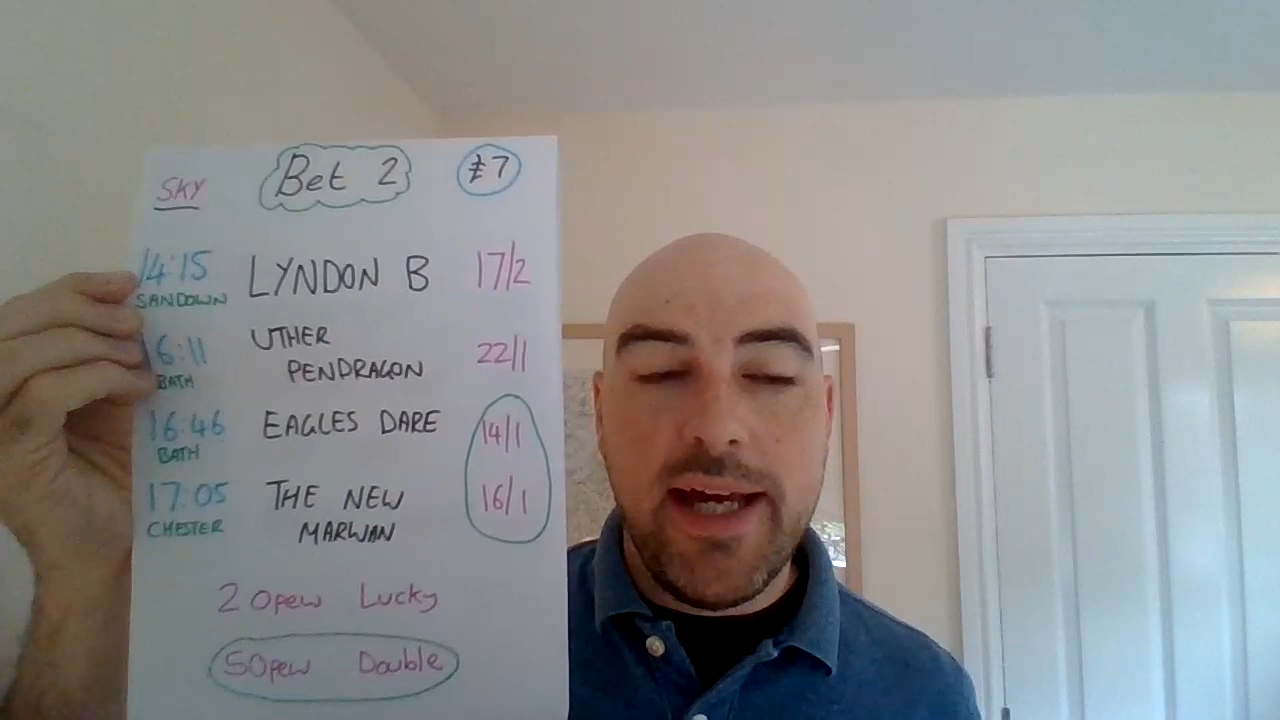 SKY Bet 2 £7
14:15 LYNDON B 17/2
SANDOWN
16:11 UTHER
PENDRAGON 22/1
BATH
16:46 EAGLES DARE 14/1
BATH
17:05 THE NEW 16/1
CHESTER MARWAN
20pew Lucky
50pew Double